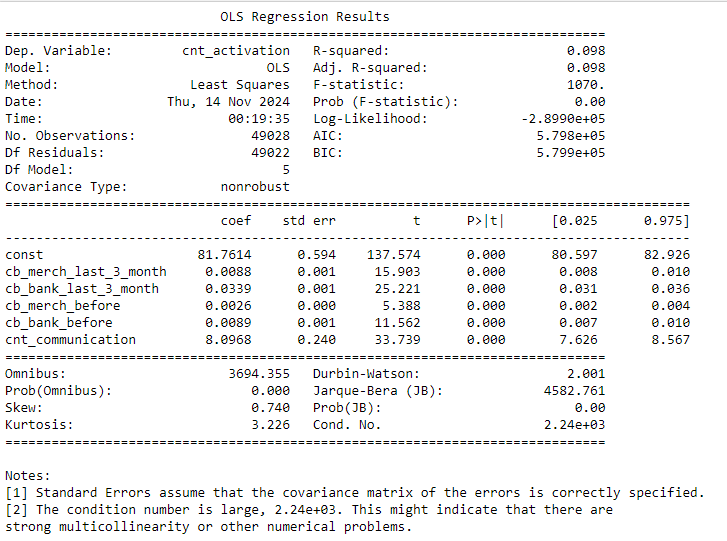 OLS Regression Results
==============================================================================
Dep. Variable: cnt_activation R-squared: 0.098
Model: OLS Adj. R-squared: 0.098
Method: Least Squares F-statistic: 1070.
Date: Thu, 14 Nov 2024 Prob (F-statistic): 0.00
Time: 00:19:35 Log-Likelihood: -2.8990e+05
No. Observations: 49028 AIC: 5.798e+05
Df Residuals: 49022 BIC: 5.799e+05
Df Model: 5
Covariance Type: nonrobust
=========================================================================================
coef std err t P>|t| [0.025 0.975]
-----------------------------------------------------------------------------------------
const 81.7614 0.594 137.574 0.000 80.597 82.926
cb_merch_last_3_month 0.0088 0.001 15.903 0.000 0.008 0.010
cb_bank_last_3_month 0.0339 0.001 25.221 0.000 0.031 0.036
cb_merch_before 0.0026 0.000 5.388 0.000 0.002 0.004
cb_bank_before 0.0089 0.001 11.562 0.000 0.007 0.010
cnt_communication 8.0968 0.240 33.739 0.000 7.626 8.567
==============================================================================
Omnibus: 3694.355 Durbin-Watson: 2.001
Prob(Omnibus): 0.000 Jarque-Bera (JB): 4582.761
Skew: 0.740 Prob(JB): 0.00
Kurtosis: 3.226 Cond. No. 2.24e+03
==============================================================================
Notes:
[1] Standard Errors assume that the covariance matrix of the errors is correctly specified.
[2] The condition number is large, 2.24e+03. This might indicate that there are
strong multicollinearity or other numerical problems.